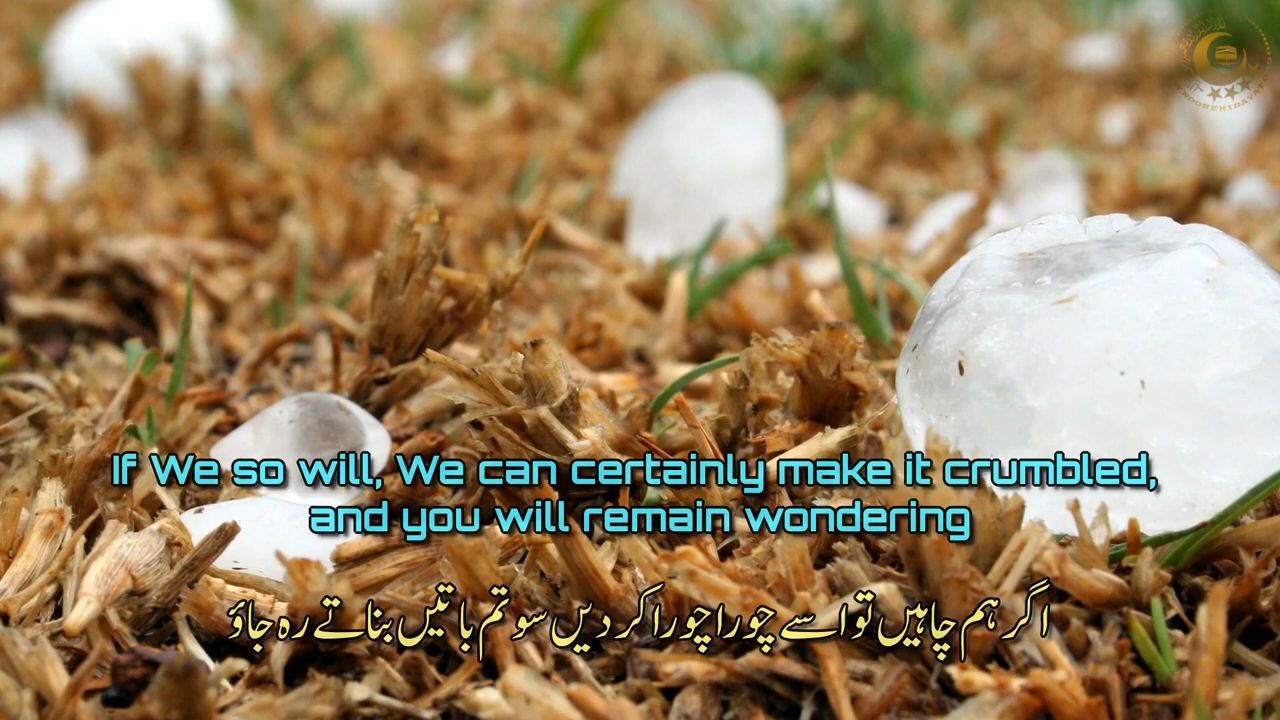 NOOREHIDAYAT
If We so will, We can certainly make it crumbled,
and you will remain wondering
اگر ہم چاہیں تو اسے چورا چورا کر دیں سو تم باتیں بناتے رہ جاؤ